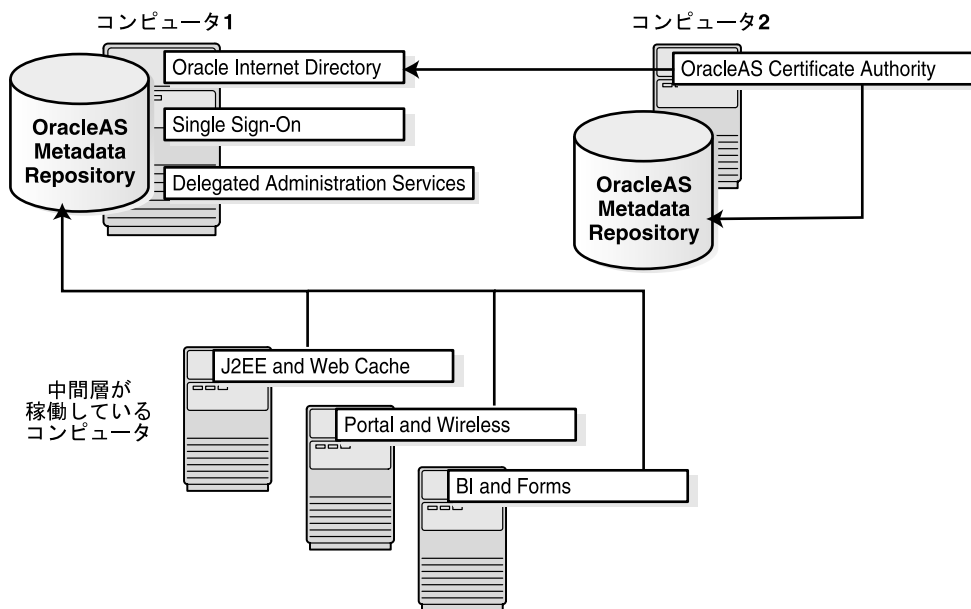 コンピュータ1
Oracle Internet Directory
Single Sign-On
Delegated Administration Services
OracleAS
Metadata
Repository
コンピュータ2
OracleAS Certificate Authority
OracleAS
Metadata
Repository
中間層が
稼働している
コンピュータ
J2EE and Web Cache
Portal and Wireless
BI and Forms